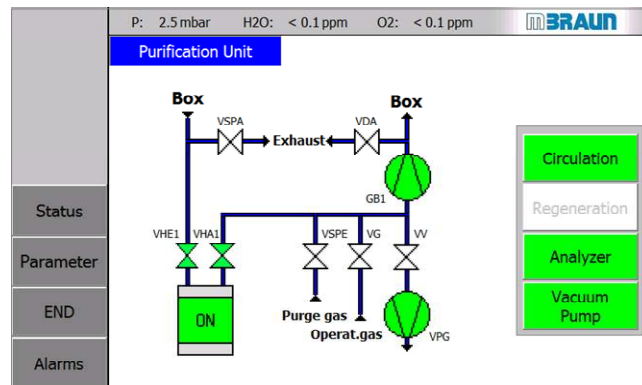 P: 2.5 mbar H2O: < 0.1 ppm O2: < 0.1 ppm mBRAUN
Purification Unit
Box
Box
VSPA
VDA
Exhaust
Circulation
GB1
Status
Regeneration
VHE1
VHA1
VSPE
VG
VV
Parameter
Analyzer
END
ON
Purge gas
Vacuum
Pump
Operat.gas
VPG
Alarms